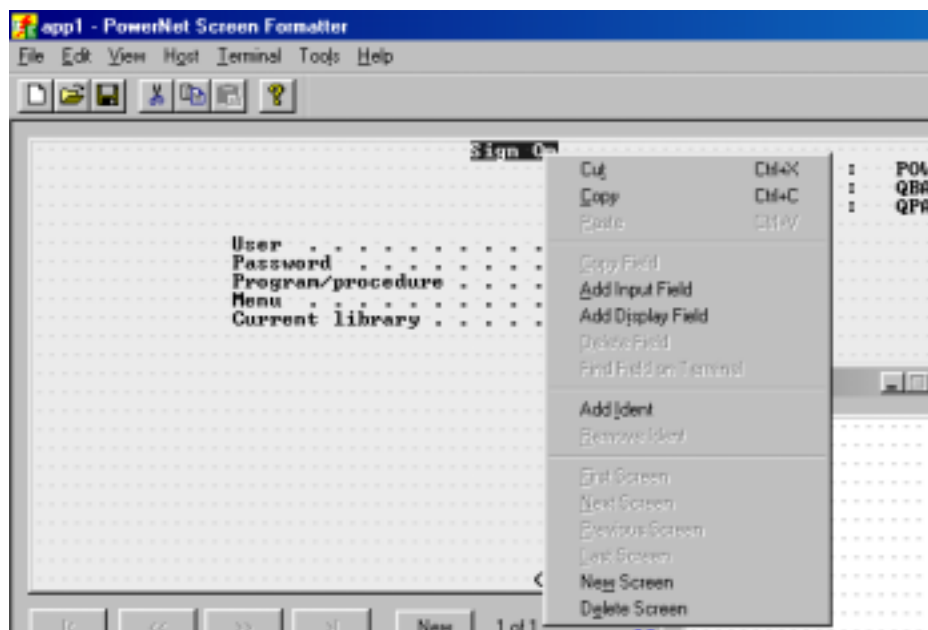 app1 - PowerNet Screen Formatter
File Edit View Host Terminal Tools Help
Sign On
: POW
: QBA
: QPA
User . . . . . . . . . .
Password . . . . . . . .
Program/procedure . . . .
Menu . . . . . . . . . .
Current library . . . . .
<
Cut Ctrl+X
Copy Ctrl+C
Paste Ctrl+V
Copy Field
Add Input Field
Add Display Field
Delete Field
Find Field on Terminal
Add Ident
Remove Ident
First Screen
Next Screen
Previous Screen
Last Screen
New Screen
Delete Screen
|< << >> >| New 1 of 1